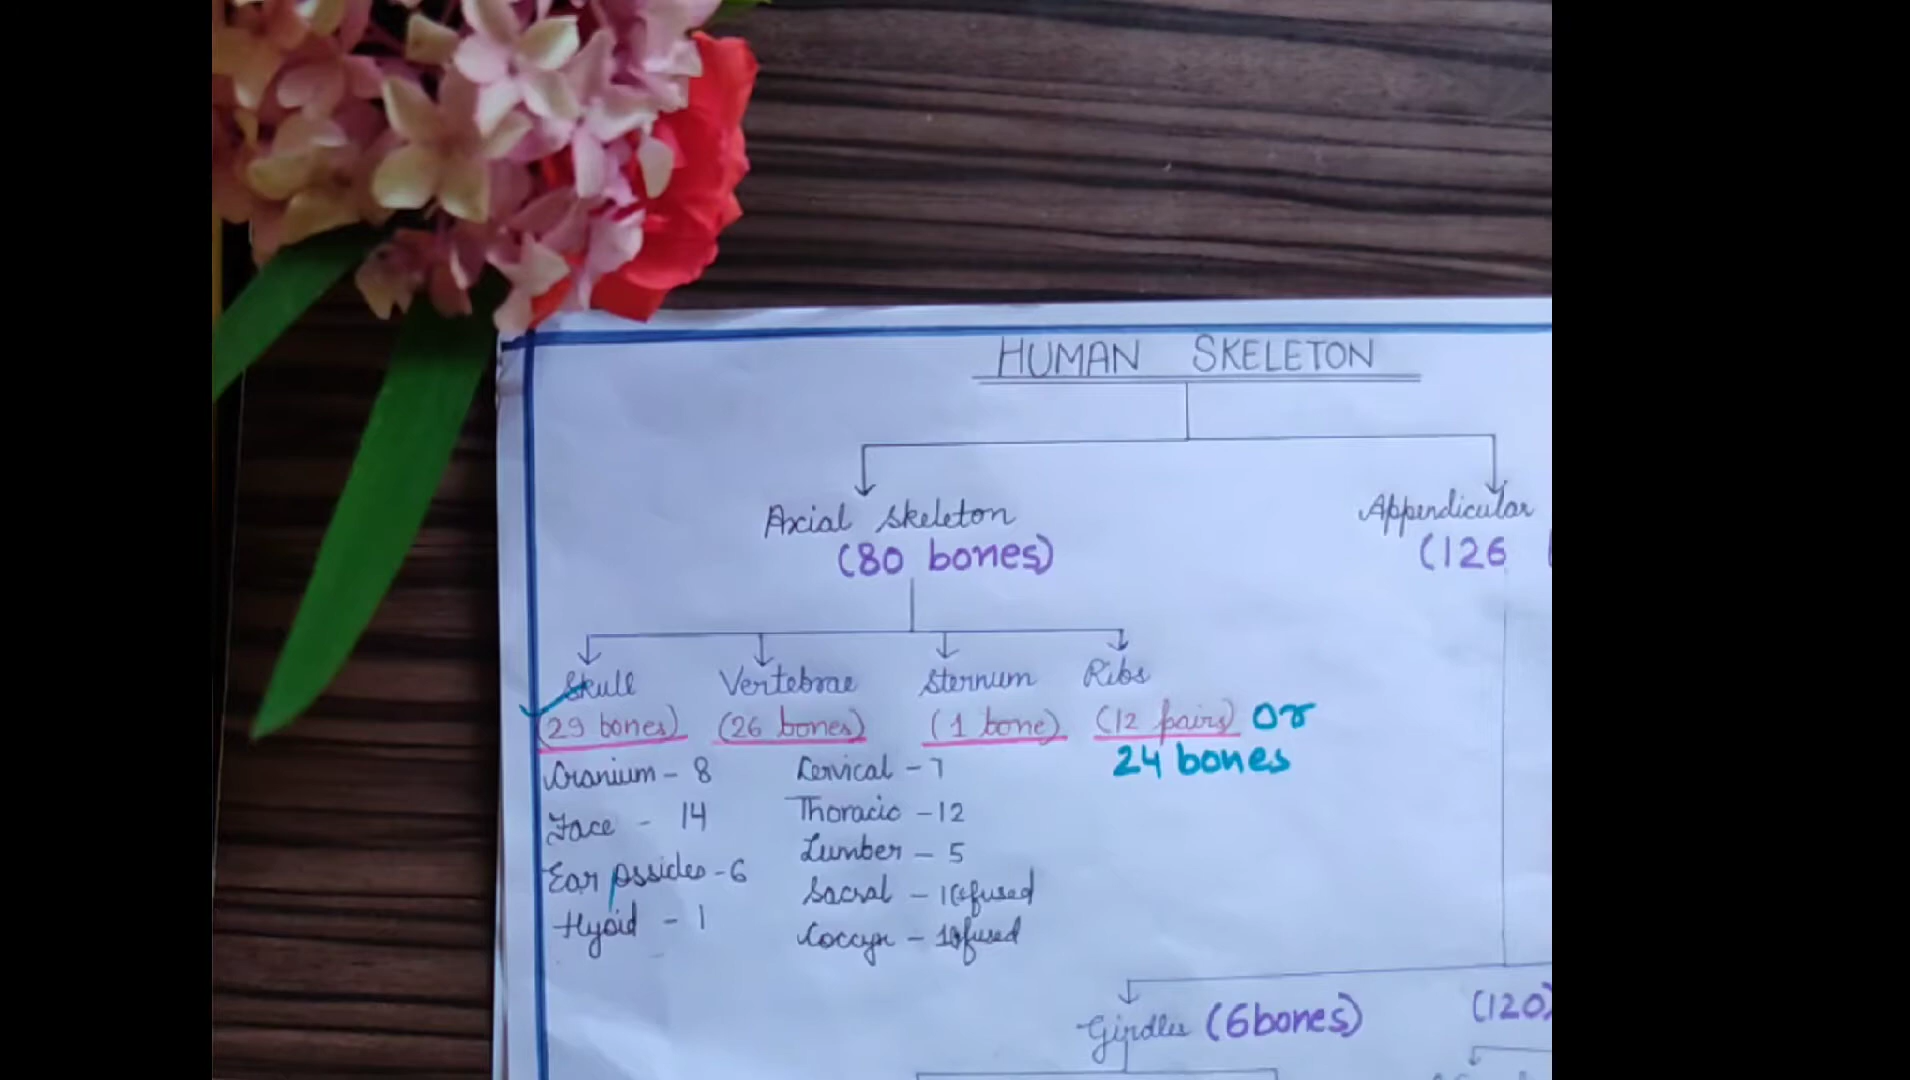 HUMAN SKELETON
Axial Skeleton
Appendicular
(80 bones)
(126
Skull Vertebrae Sternum Ribs
(29 bones) (26 bones) (1 bone) (12 pairs) or
24 bones
Cranium - 8
Cervical - 7
Face - 14
Thoracic - 12
Ear ossicles - 6
Lumber - 5
Hyoid - 1
Sacral - 1 fused
Coccyx - 1 fused
Girdles (6bones)
(120)